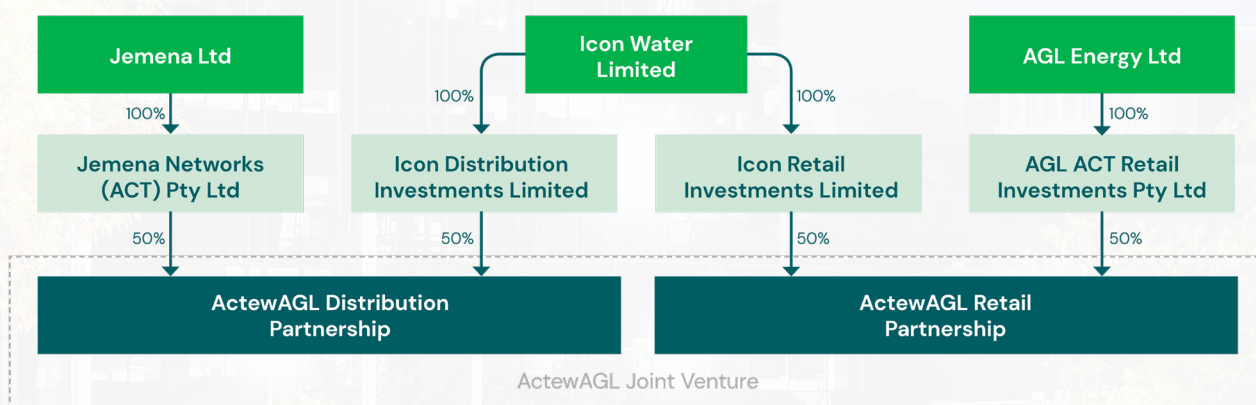 Jemena Ltd
Icon Water
Limited
AGL Energy Ltd
100%
100%
100%
100%
Jemena Networks
(ACT) Pty Ltd
Icon Distribution
Investments Limited
Icon Retail
Investments Limited
AGL ACT Retail
Investments Pty Ltd
50%
50%
50%
50%
ActewAGL Distribution
Partnership
ActewAGL Retail
Partnership
ActewAGL Joint Venture